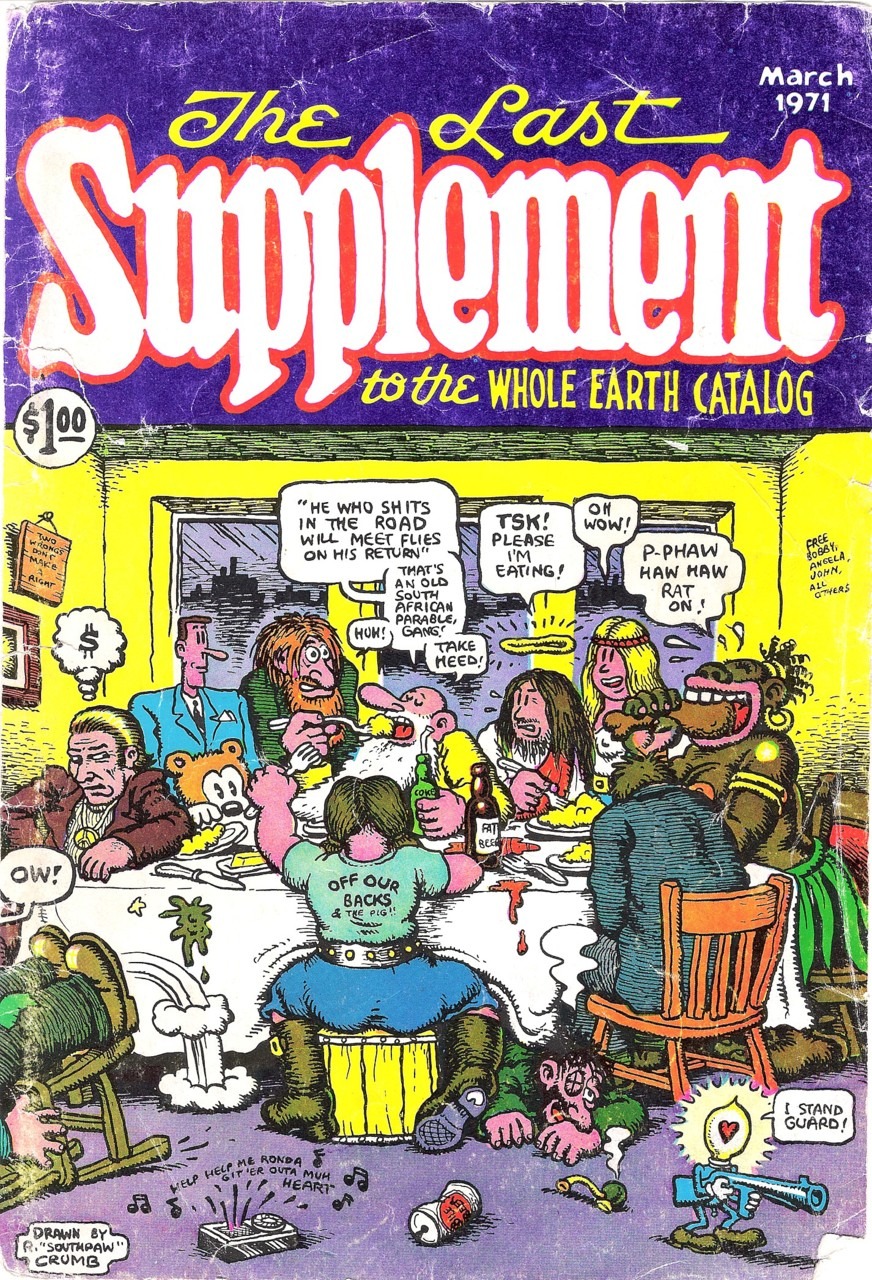 March
1971
The Last
Supplement
to the WHOLE EARTH CATALOG
$1.00
"HE WHO SHITS
IN THE ROAD
WILL MEET FLIES
ON HIS RETURN"
THAT'S
AN OLD
SOUTH
AFRICAN
PARABLE,
GANG!
HUH!
TAKE
HEED!
TSK!
PLEASE
I'M
EATING!
OH
WOW!
P-PHAW
HAW HAW
RAT
ON!
FREE
BOBBY,
ANGELA,
JOHN,
ALL
OTHERS
TWO
WRONGS
DON'T
MAKE
A
RIGHT
$
COKE
BEER
OFF OUR
BACKS
& THE PIG!!
OW!
I STAND
GUARD!
HELP HELP ME RONDA
GIT 'ER OUTA MUH
HEART
DRAWN BY
R. "SOUTHPAW"
CRUMB